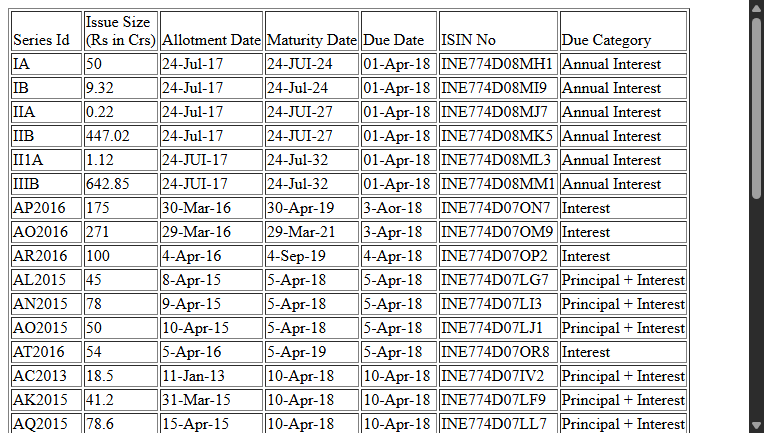 Series Id Issue Size (Rs in Crs) Allotment Date Maturity Date Due Date ISIN No Due Category
IA 50 24-Jul-17 24-JUI-24 01-Apr-18 INE774D08MH1 Annual Interest
IB 9.32 24-Jul-17 24-Jul-24 01-Apr-18 INE774D08MI9 Annual Interest
IIA 0.22 24-Jul-17 24-JUI-27 01-Apr-18 INE774D08MJ7 Annual Interest
IIB 447.02 24-Jul-17 24-JUI-27 01-Apr-18 INE774D08MK5 Annual Interest
II1A 1.12 24-JUI-17 24-Jul-32 01-Apr-18 INE774D08ML3 Annual Interest
IIIB 642.85 24-JUI-17 24-Jul-32 01-Apr-18 INE774D08MM1 Annual Interest
AP2016 175 30-Mar-16 30-Apr-19 3-Aor-18 INE774D07ON7 Interest
AO2016 271 29-Mar-16 29-Mar-21 3-Apr-18 INE774D07OM9 Interest
AR2016 100 4-Apr-16 4-Sep-19 4-Apr-18 INE774D07OP2 Interest
AL2015 45 8-Apr-15 5-Apr-18 5-Apr-18 INE774D07LG7 Principal + Interest
AN2015 78 9-Apr-15 5-Apr-18 5-Apr-18 INE774D07LI3 Principal + Interest
AO2015 50 10-Apr-15 5-Apr-18 5-Apr-18 INE774D07LJ1 Principal + Interest
AT2016 54 5-Apr-16 5-Apr-19 5-Apr-18 INE774D07OR8 Interest
AC2013 18.5 11-Jan-13 10-Apr-18 10-Apr-18 INE774D07IV2 Principal + Interest
AK2015 41.2 31-Mar-15 10-Apr-18 10-Apr-18 INE774D07LF9 Principal + Interest
AQ2015 78.6 15-Apr-15 10-Apr-18 10-Apr-18 INE774D07LL7 Principal + Interest